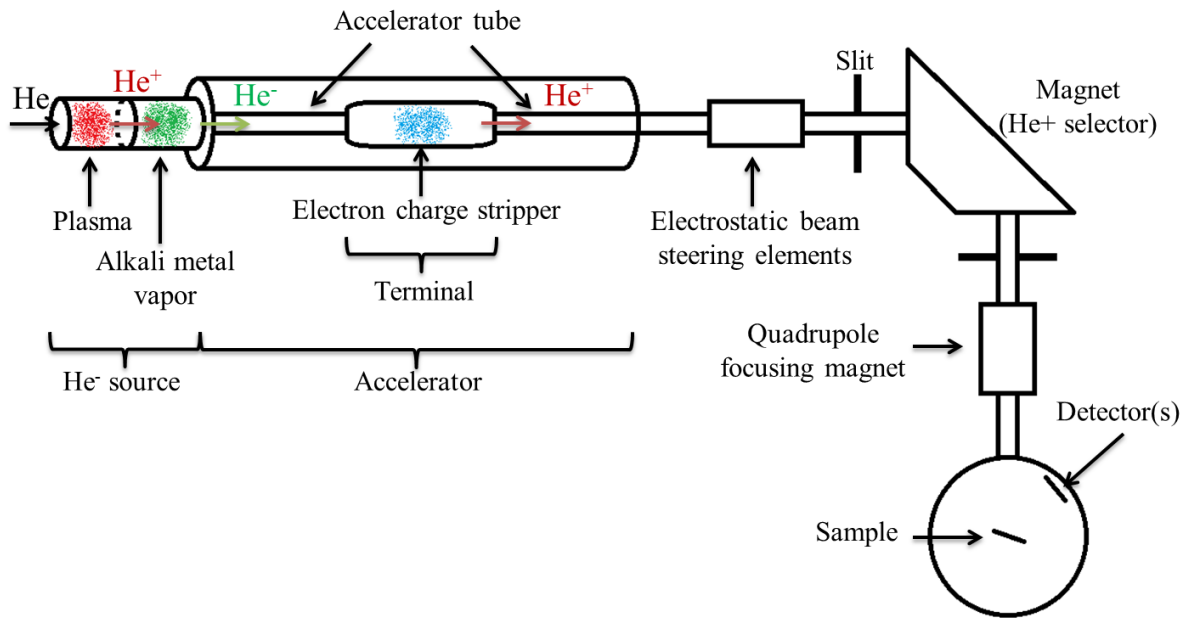 Accelerator tube
He
He⁺
He⁻
He⁺
Slit
Magnet
(He+ selector)
Plasma
Alkali metal
vapor
Electron charge stripper
Terminal
Electrostatic beam
steering elements
He⁻ source
Accelerator
Quadrupole
focusing magnet
Detector(s)
Sample